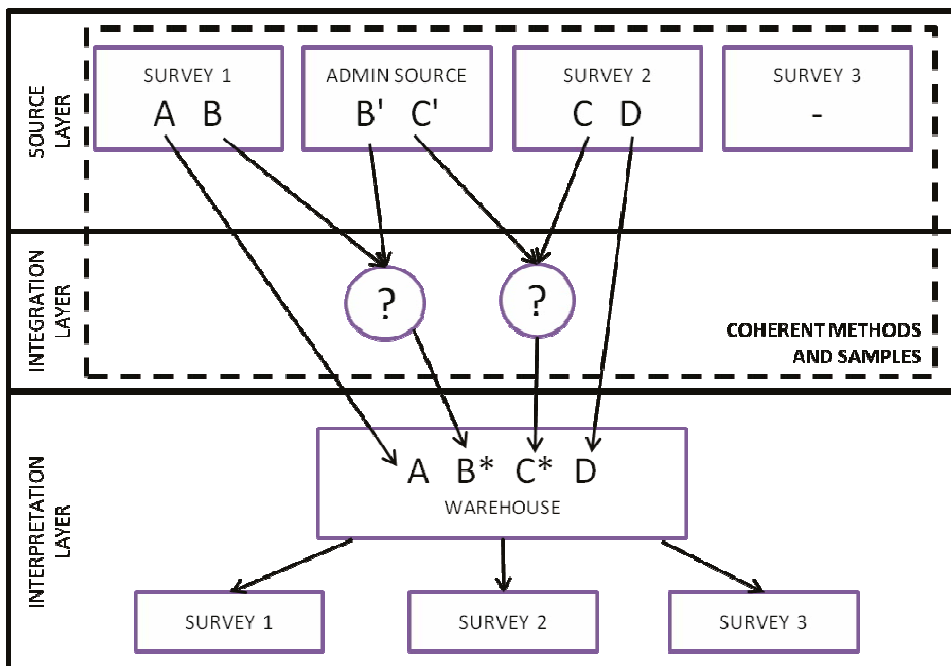 SOURCE
LAYER
SURVEY 1
A B
ADMIN SOURCE
B' C'
SURVEY 2
C D
SURVEY 3
-
INTEGRATION
LAYER
?
?
COHERENT METHODS
AND SAMPLES
INTERPRETATION
LAYER
A B* C* D
WAREHOUSE
SURVEY 1
SURVEY 2
SURVEY 3